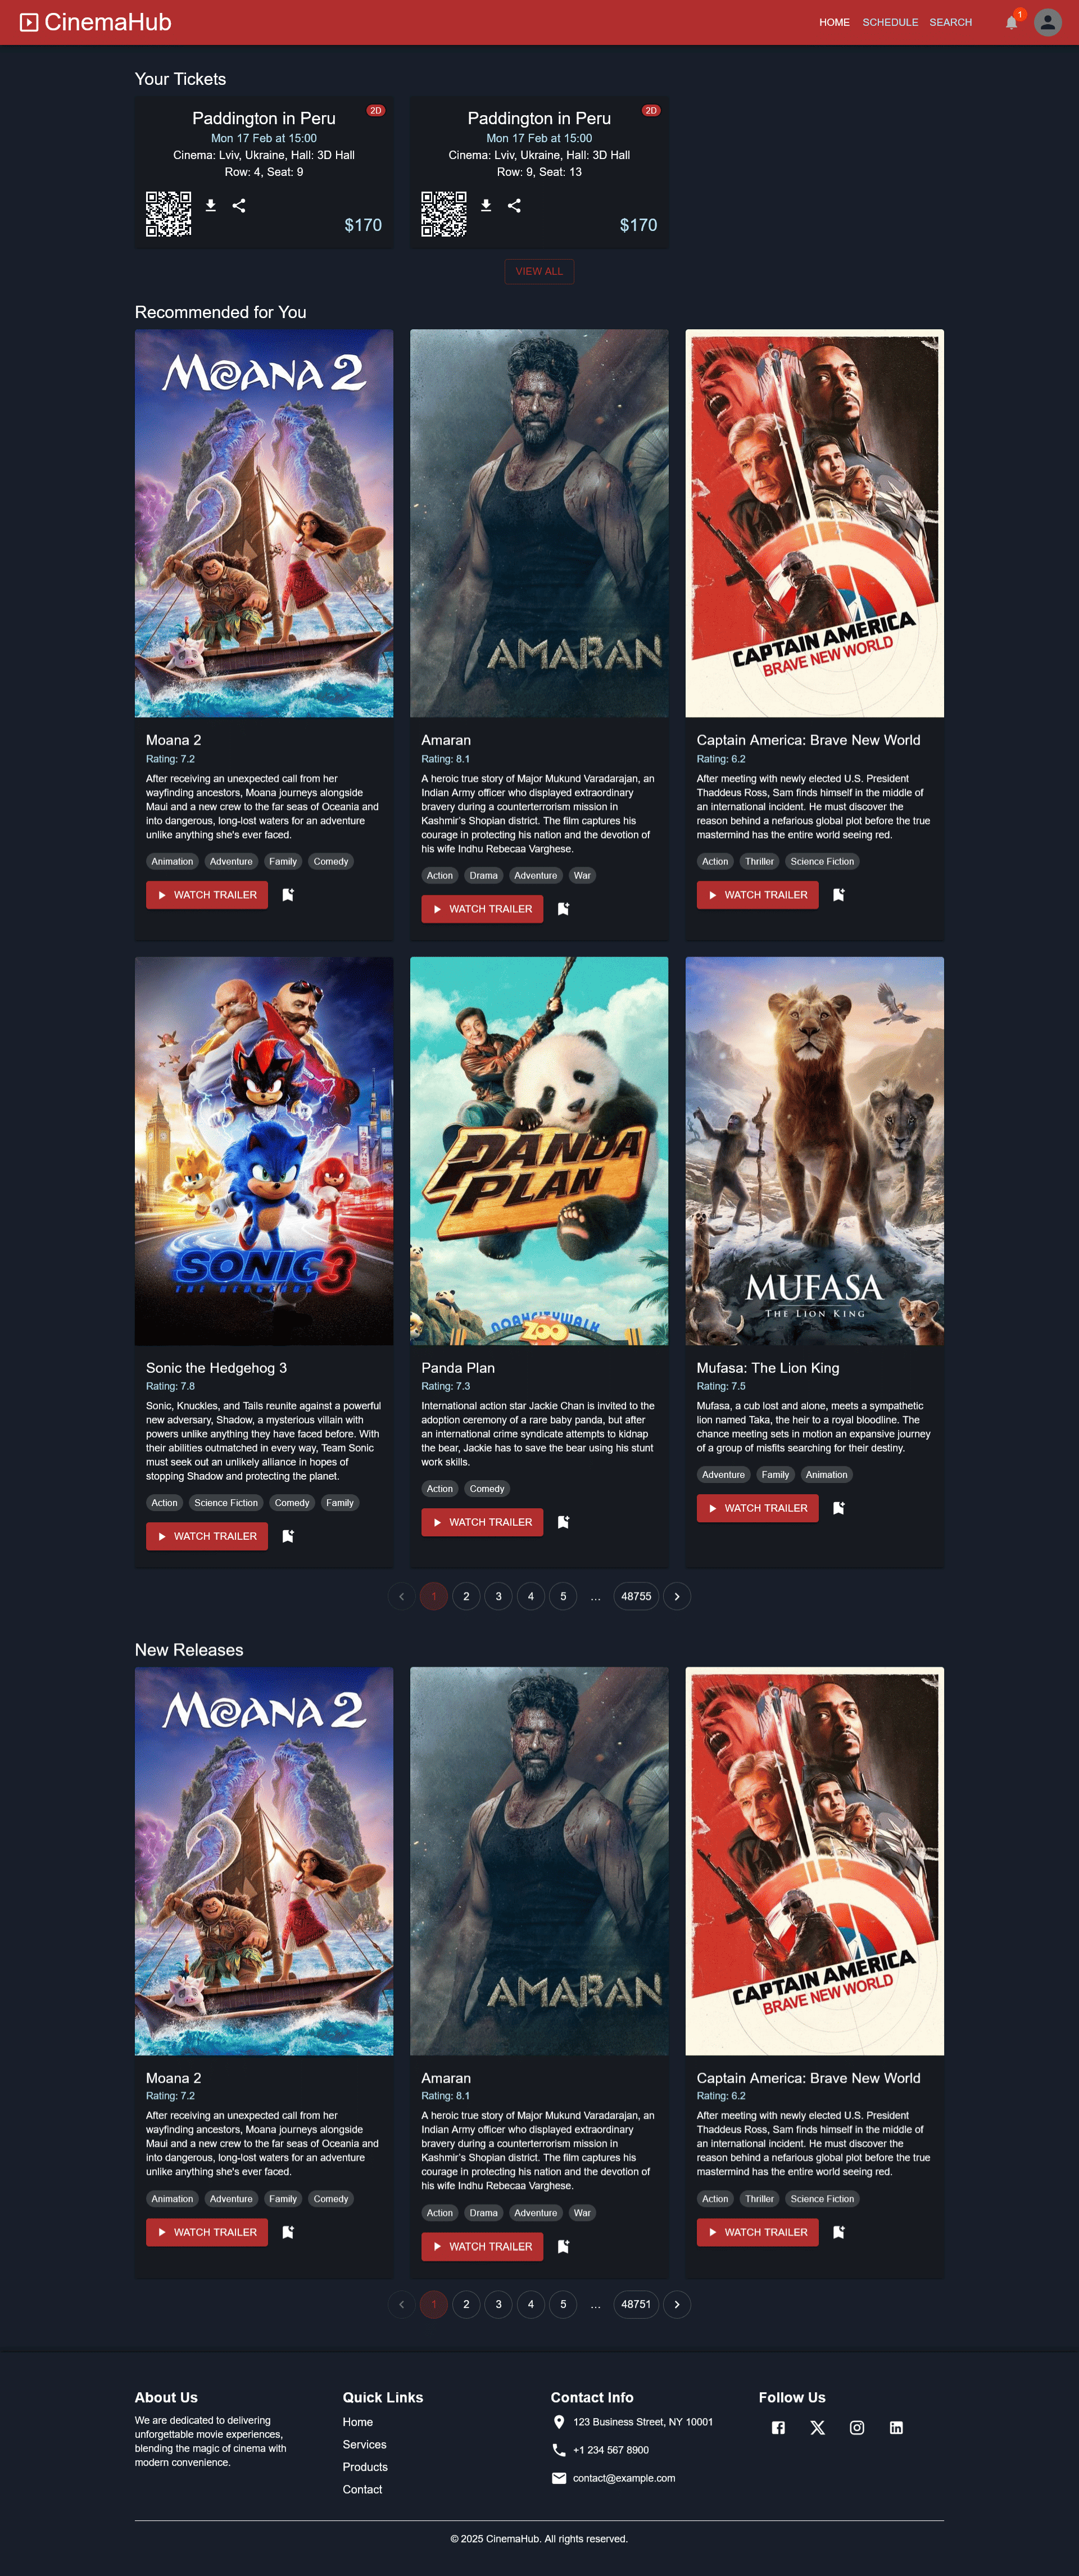 CinemaHub
HOME SCHEDULE SEARCH 1
Your Tickets
Paddington in Peru 2D
Mon 17 Feb at 15:00
Cinema: Lviv, Ukraine, Hall: 3D Hall
Row: 4, Seat: 9
$170
Paddington in Peru 2D
Mon 17 Feb at 15:00
Cinema: Lviv, Ukraine, Hall: 3D Hall
Row: 9, Seat: 13
$170
VIEW ALL
Recommended for You
MOANA 2
Moana 2
Rating: 7.2
After receiving an unexpected call from her
wayfinding ancestors, Moana journeys alongside
Maui and a new crew to the far seas of Oceania and
into dangerous, long-lost waters for an adventure
unlike anything she's ever faced.
Animation Adventure Family Comedy
WATCH TRAILER
AMARAN
Amaran
Rating: 8.1
A heroic true story of Major Mukund Varadarajan, an
Indian Army officer who displayed extraordinary
bravery during a counterterrorism mission in
Kashmir's Shopian district. The film captures his
courage in protecting his nation and the devotion of
his wife Indhu Rebecaa Varghese.
Action Drama Adventure War
WATCH TRAILER
CAPTAIN AMERICA
BRAVE NEW WORLD
Captain America: Brave New World
Rating: 6.2
After meeting with newly elected U.S. President
Thaddeus Ross, Sam finds himself in the middle of
an international incident. He must discover the
reason behind a nefarious global plot before the true
mastermind has the entire world seeing red.
Action Thriller Science Fiction
WATCH TRAILER
SONIC 3
THE HEDGEHOG
Sonic the Hedgehog 3
Rating: 7.8
Sonic, Knuckles, and Tails reunite against a powerful
new adversary, Shadow, a mysterious villain with
powers unlike anything they have faced before. With
their abilities outmatched in every way, Team Sonic
must seek out an unlikely alliance in hopes of
stopping Shadow and protecting the planet.
Action Science Fiction Comedy Family
WATCH TRAILER
PANDA
PLAN
ZOO
Panda Plan
Rating: 7.3
International action star Jackie Chan is invited to the
adoption ceremony of a rare baby panda, but after
an international crime syndicate attempts to kidnap
the bear, Jackie has to save the bear using his stunt
work skills.
Action Comedy
WATCH TRAILER
MUFASA
THE LION KING
Mufasa: The Lion King
Rating: 7.5
Mufasa, a cub lost and alone, meets a sympathetic
lion named Taka, the heir to a royal bloodline. The
chance meeting sets in motion an expansive journey
of a group of misfits searching for their destiny.
Adventure Family Animation
WATCH TRAILER
1 2 3 4 5 … 48755
New Releases
MOANA 2
Moana 2
Rating: 7.2
After receiving an unexpected call from her
wayfinding ancestors, Moana journeys alongside
Maui and a new crew to the far seas of Oceania and
into dangerous, long-lost waters for an adventure
unlike anything she's ever faced.
Animation Adventure Family Comedy
WATCH TRAILER
AMARAN
Amaran
Rating: 8.1
A heroic true story of Major Mukund Varadarajan, an
Indian Army officer who displayed extraordinary
bravery during a counterterrorism mission in
Kashmir's Shopian district. The film captures his
courage in protecting his nation and the devotion of
his wife Indhu Rebecaa Varghese.
Action Drama Adventure War
WATCH TRAILER
CAPTAIN AMERICA
BRAVE NEW WORLD
Captain America: Brave New World
Rating: 6.2
After meeting with newly elected U.S. President
Thaddeus Ross, Sam finds himself in the middle of
an international incident. He must discover the
reason behind a nefarious global plot before the true
mastermind has the entire world seeing red.
Action Thriller Science Fiction
WATCH TRAILER
1 2 3 4 5 … 48751
About Us
We are dedicated to delivering
unforgettable movie experiences,
blending the magic of cinema with
modern convenience.
Quick Links
Home
Services
Products
Contact
Contact Info
123 Business Street, NY 10001
+1 234 567 8900
contact@example.com
Follow Us
© 2025 CinemaHub. All rights reserved.